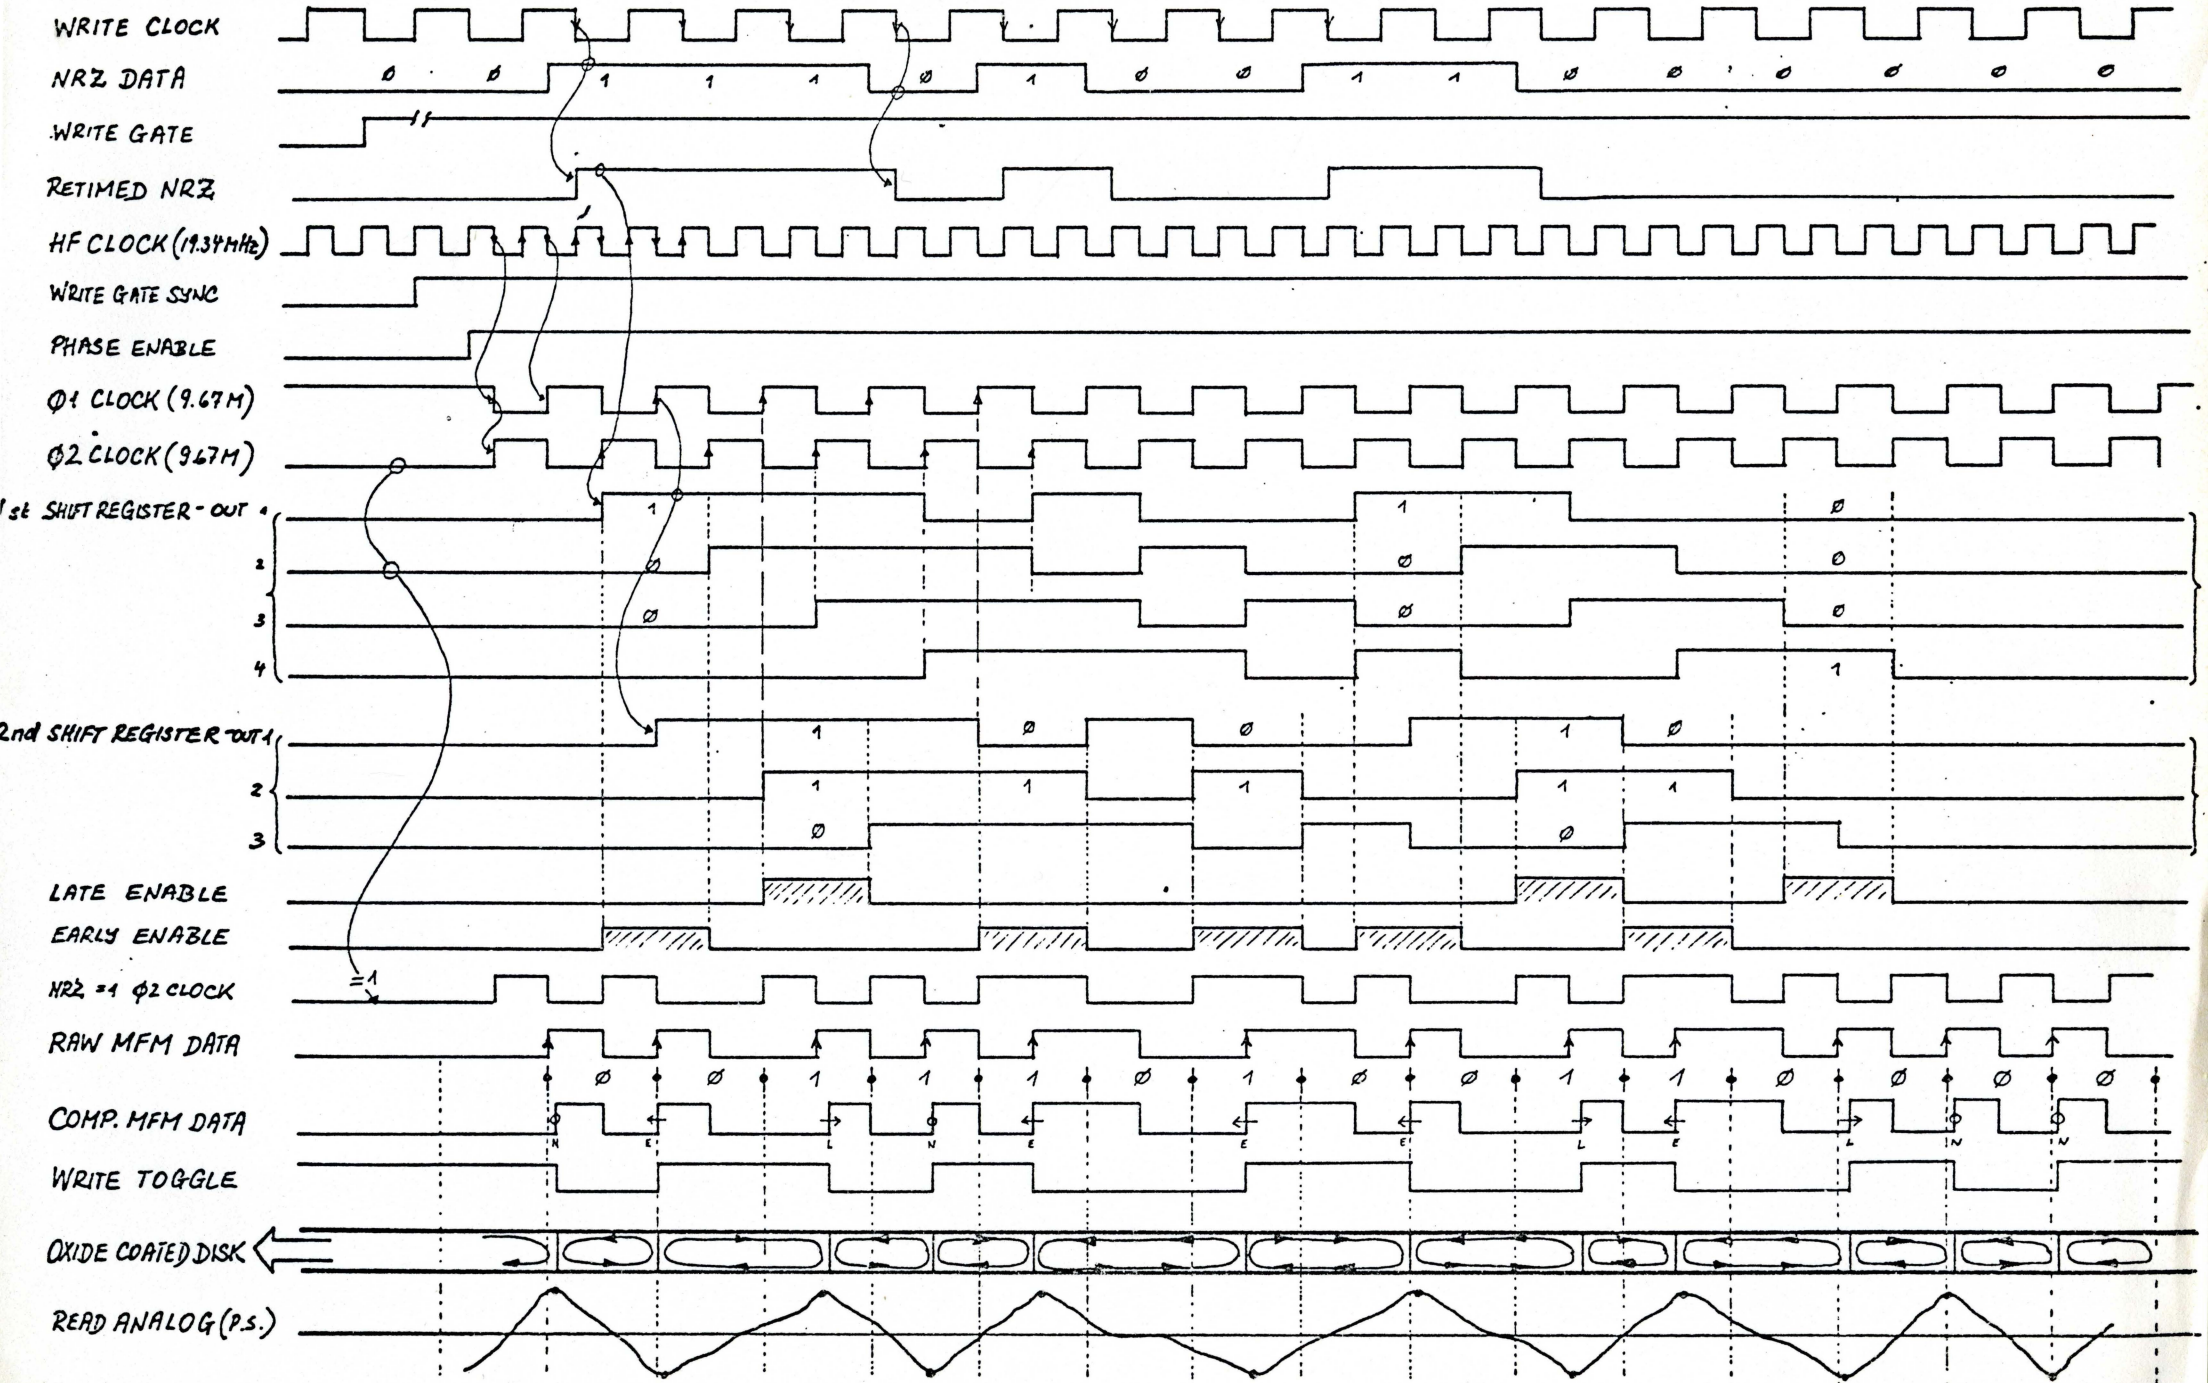 WRITE CLOCK
NRZ DATA ø ø 1 1 1 ø 1 ø ø 1 1 ø ø ø ø ø ø
WRITE GATE
RETIMED NRZ
HF CLOCK (19.34MHz)
WRITE GATE SYNC
PHASE ENABLE
Ø1 CLOCK (9.67M)
Ø2 CLOCK (9.67M)
1st SHIFT REGISTER - OUT 1 1 ø
2 ø ø ø
3 ø ø ø
4 1
2nd SHIFT REGISTER - OUT 1 1 ø ø 1 ø
2 1 1 1 1 1
3 ø ø
LATE ENABLE
EARLY ENABLE
NRZ =1 Ø2 CLOCK =1
RAW MFM DATA
ø ø 1 1 1 ø 1 ø ø 1 1 ø ø ø ø
COMP. MFM DATA
N E L N E E E L E L N N
WRITE TOGGLE
OXIDE COATED DISK
READ ANALOG (P.S.)